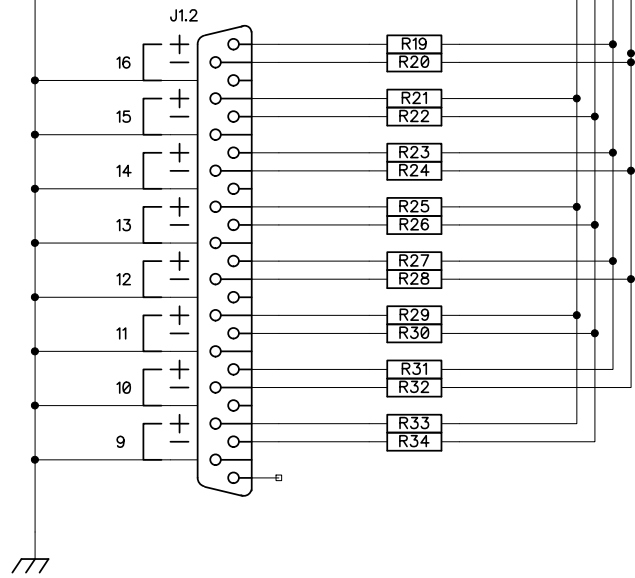 J1.2
16 + − R19
R20
15 + − R21
R22
14 + − R23
R24
13 + − R25
R26
12 + − R27
R28
11 + − R29
R30
10 + − R31
R32
9 + − R33
R34